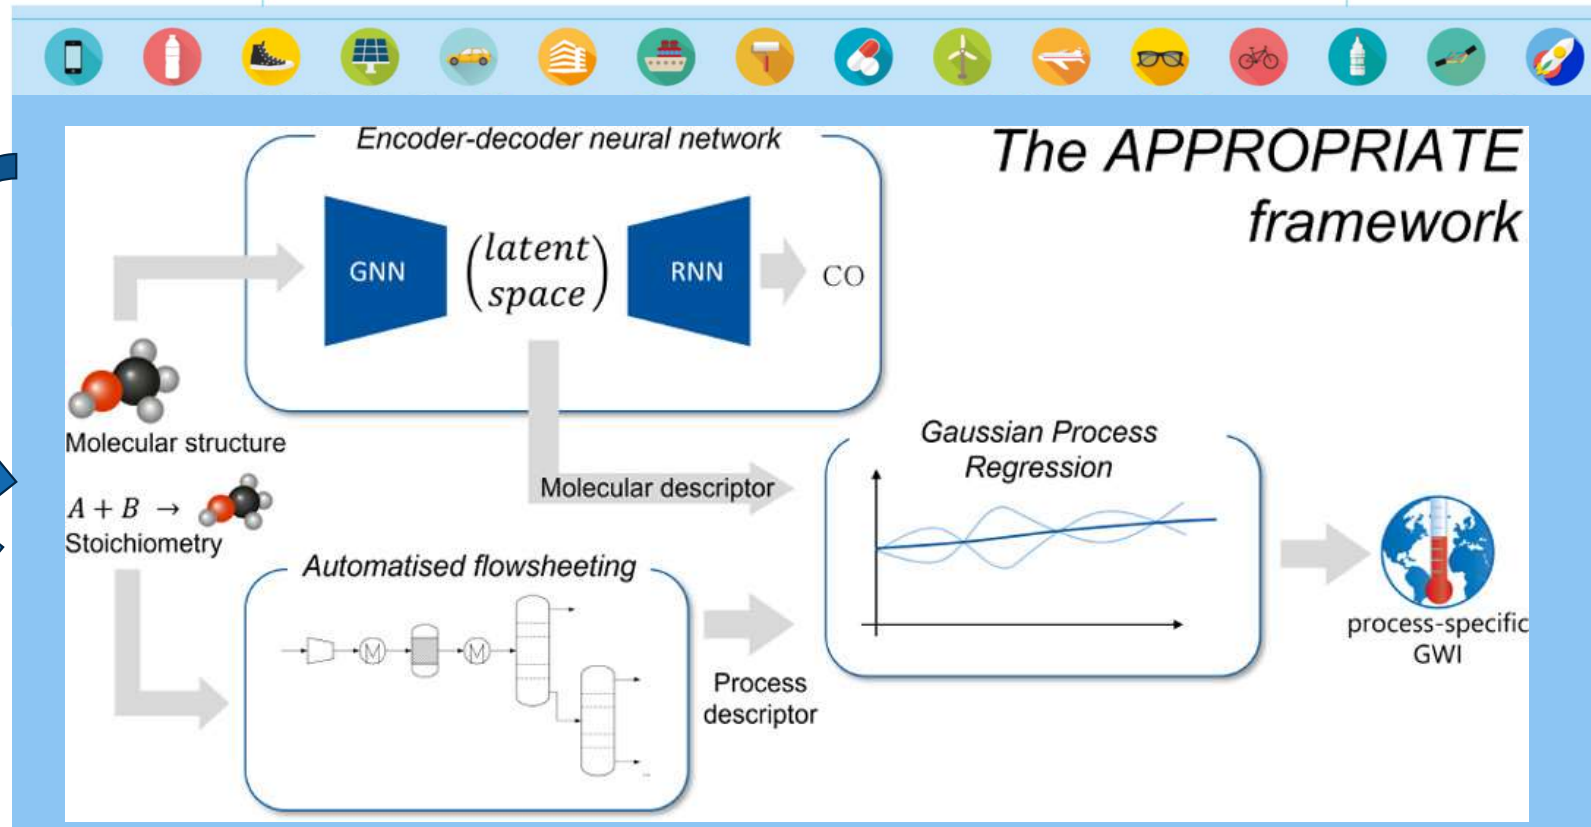 Encoder-decoder neural network
The APPROPRIATE
framework
GNN
(latent
space)
RNN
CO
Molecular structure
A + B →
Stoichiometry
Molecular descriptor
Gaussian Process
Regression
Automatised flowsheeting
M
M
Process
descriptor
process-specific
GWI